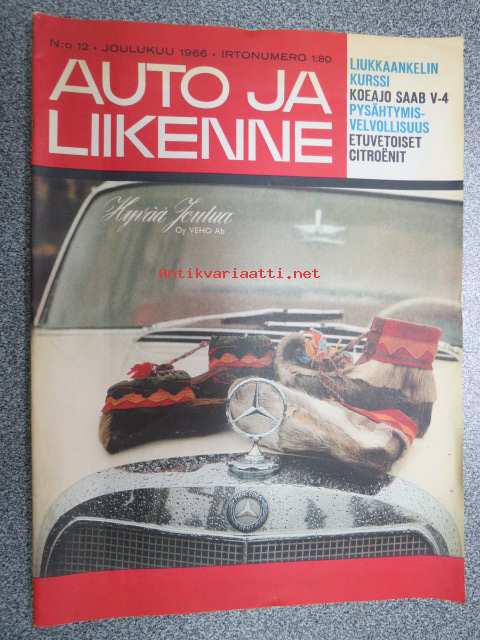 N:o 12 • JOULUKUU 1966 • IRTONUMERO 1:80
AUTO JA
LIIKENNE
LIUKKAANKELIN
KURSSI
KOEAJO SAAB V-4
PYSÄHTYMIS-
VELVOLLISUUS
ETUVETOISET
CITROËNIT
Hyvää Joulua
Oy VEHO Ab
Antikvariaatti.net